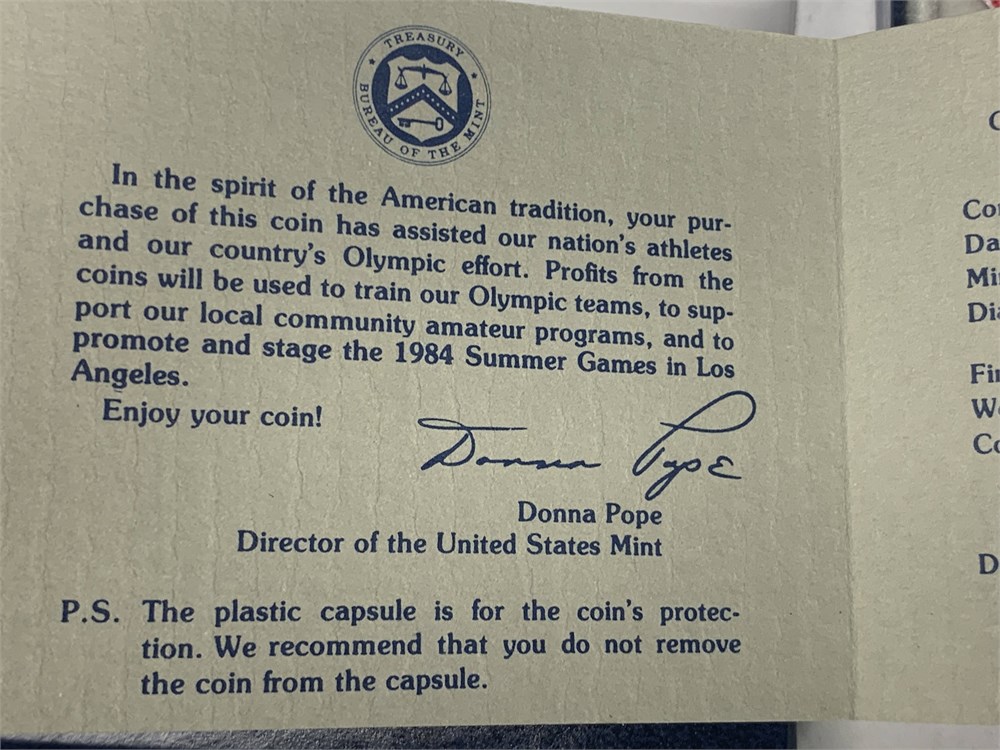 TREASURY
BUREAU OF THE MINT
In the spirit of the American tradition, your pur-
chase of this coin has assisted our nation's athletes
and our country's Olympic effort. Profits from the
coins will be used to train our Olympic teams, to sup-
port our local community amateur programs, and to
promote and stage the 1984 Summer Games in Los
Angeles.
Enjoy your coin!
Donna Pope
Donna Pope
Director of the United States Mint
P.S. The plastic capsule is for the coin's protec-
tion. We recommend that you do not remove
the coin from the capsule.